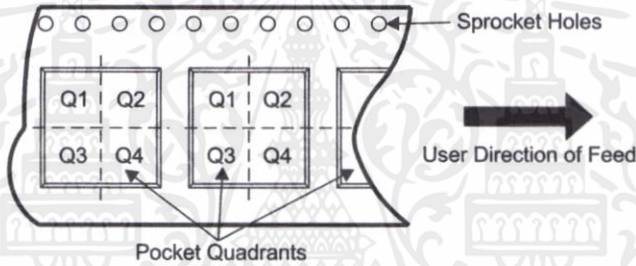 Sprocket Holes
Q1 Q2 Q1 Q2
Q3 Q4 Q3 Q4
User Direction of Feed
Pocket Quadrants